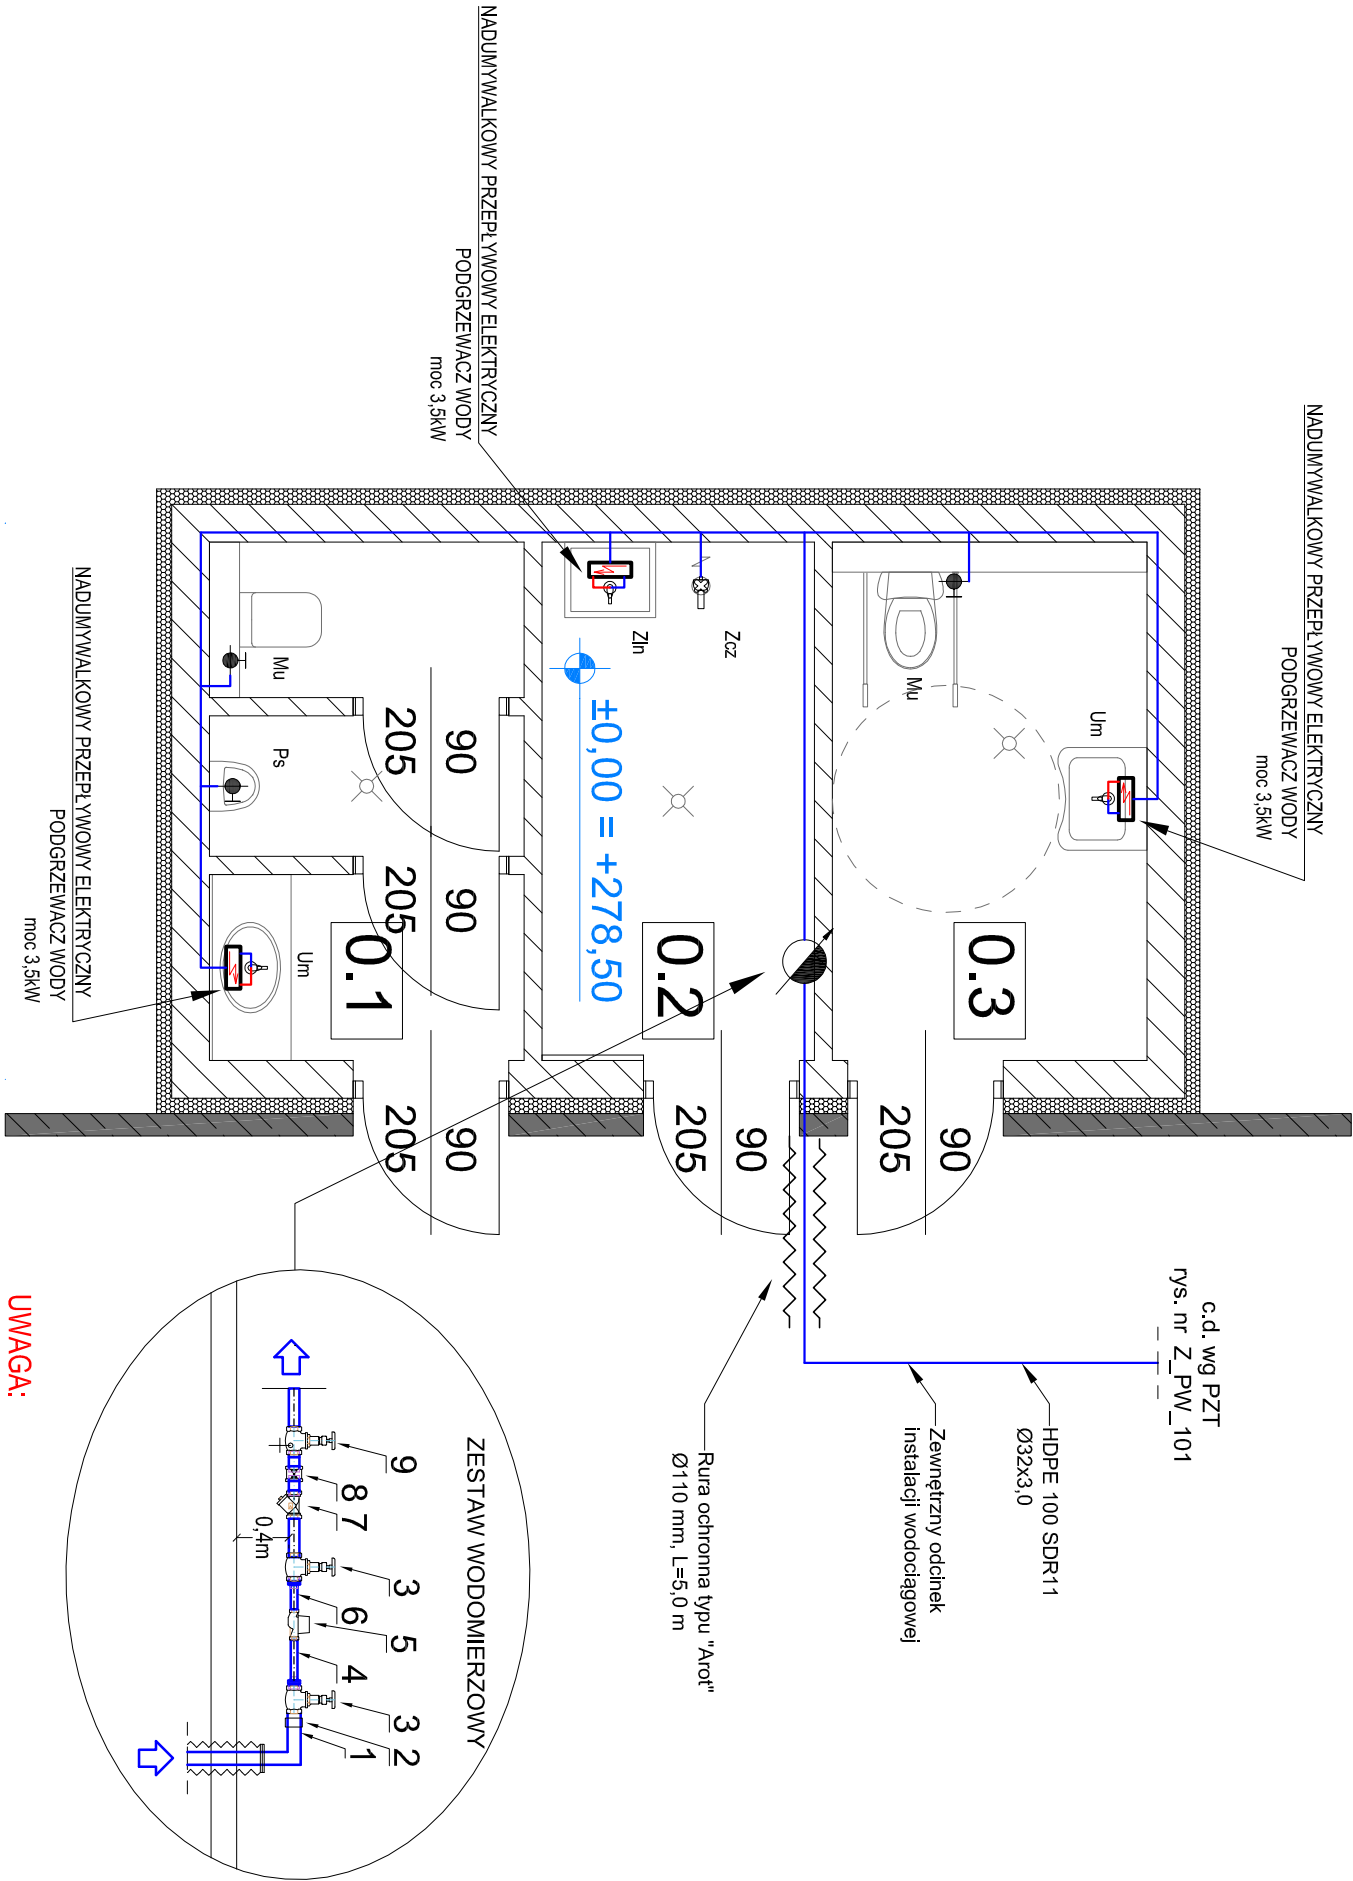 NADUMYWALKOWY PRZEPŁYWOWY ELEKTRYCZNY
PODGRZEWACZ WODY
moc 3,5kW
NADUMYWALKOWY PRZEPŁYWOWY ELEKTRYCZNY
PODGRZEWACZ WODY
moc 3,5kW
NADUMYWALKOWY PRZEPŁYWOWY ELEKTRYCZNY
PODGRZEWACZ WODY
moc 3,5kW
Um
Mu
Zcz
Zln
Mu
Ps
Um
±0,00 = +278,50
0.3
0.2
0.1
90
205
90
205
90
205
90
205
90
205
c.d. wg PZT
rys. nr Z_PW_101
HDPE 100 SDR11
Ø32x3,0
Zewnętrzny odcinek
instalacji wodociągowej
Rura ochronna typu "Arot"
Ø110 mm, L=5,0 m
ZESTAW WODOMIERZOWY
9
8
7
3
6
5
4
3
2
1
0,4m
UWAGA: